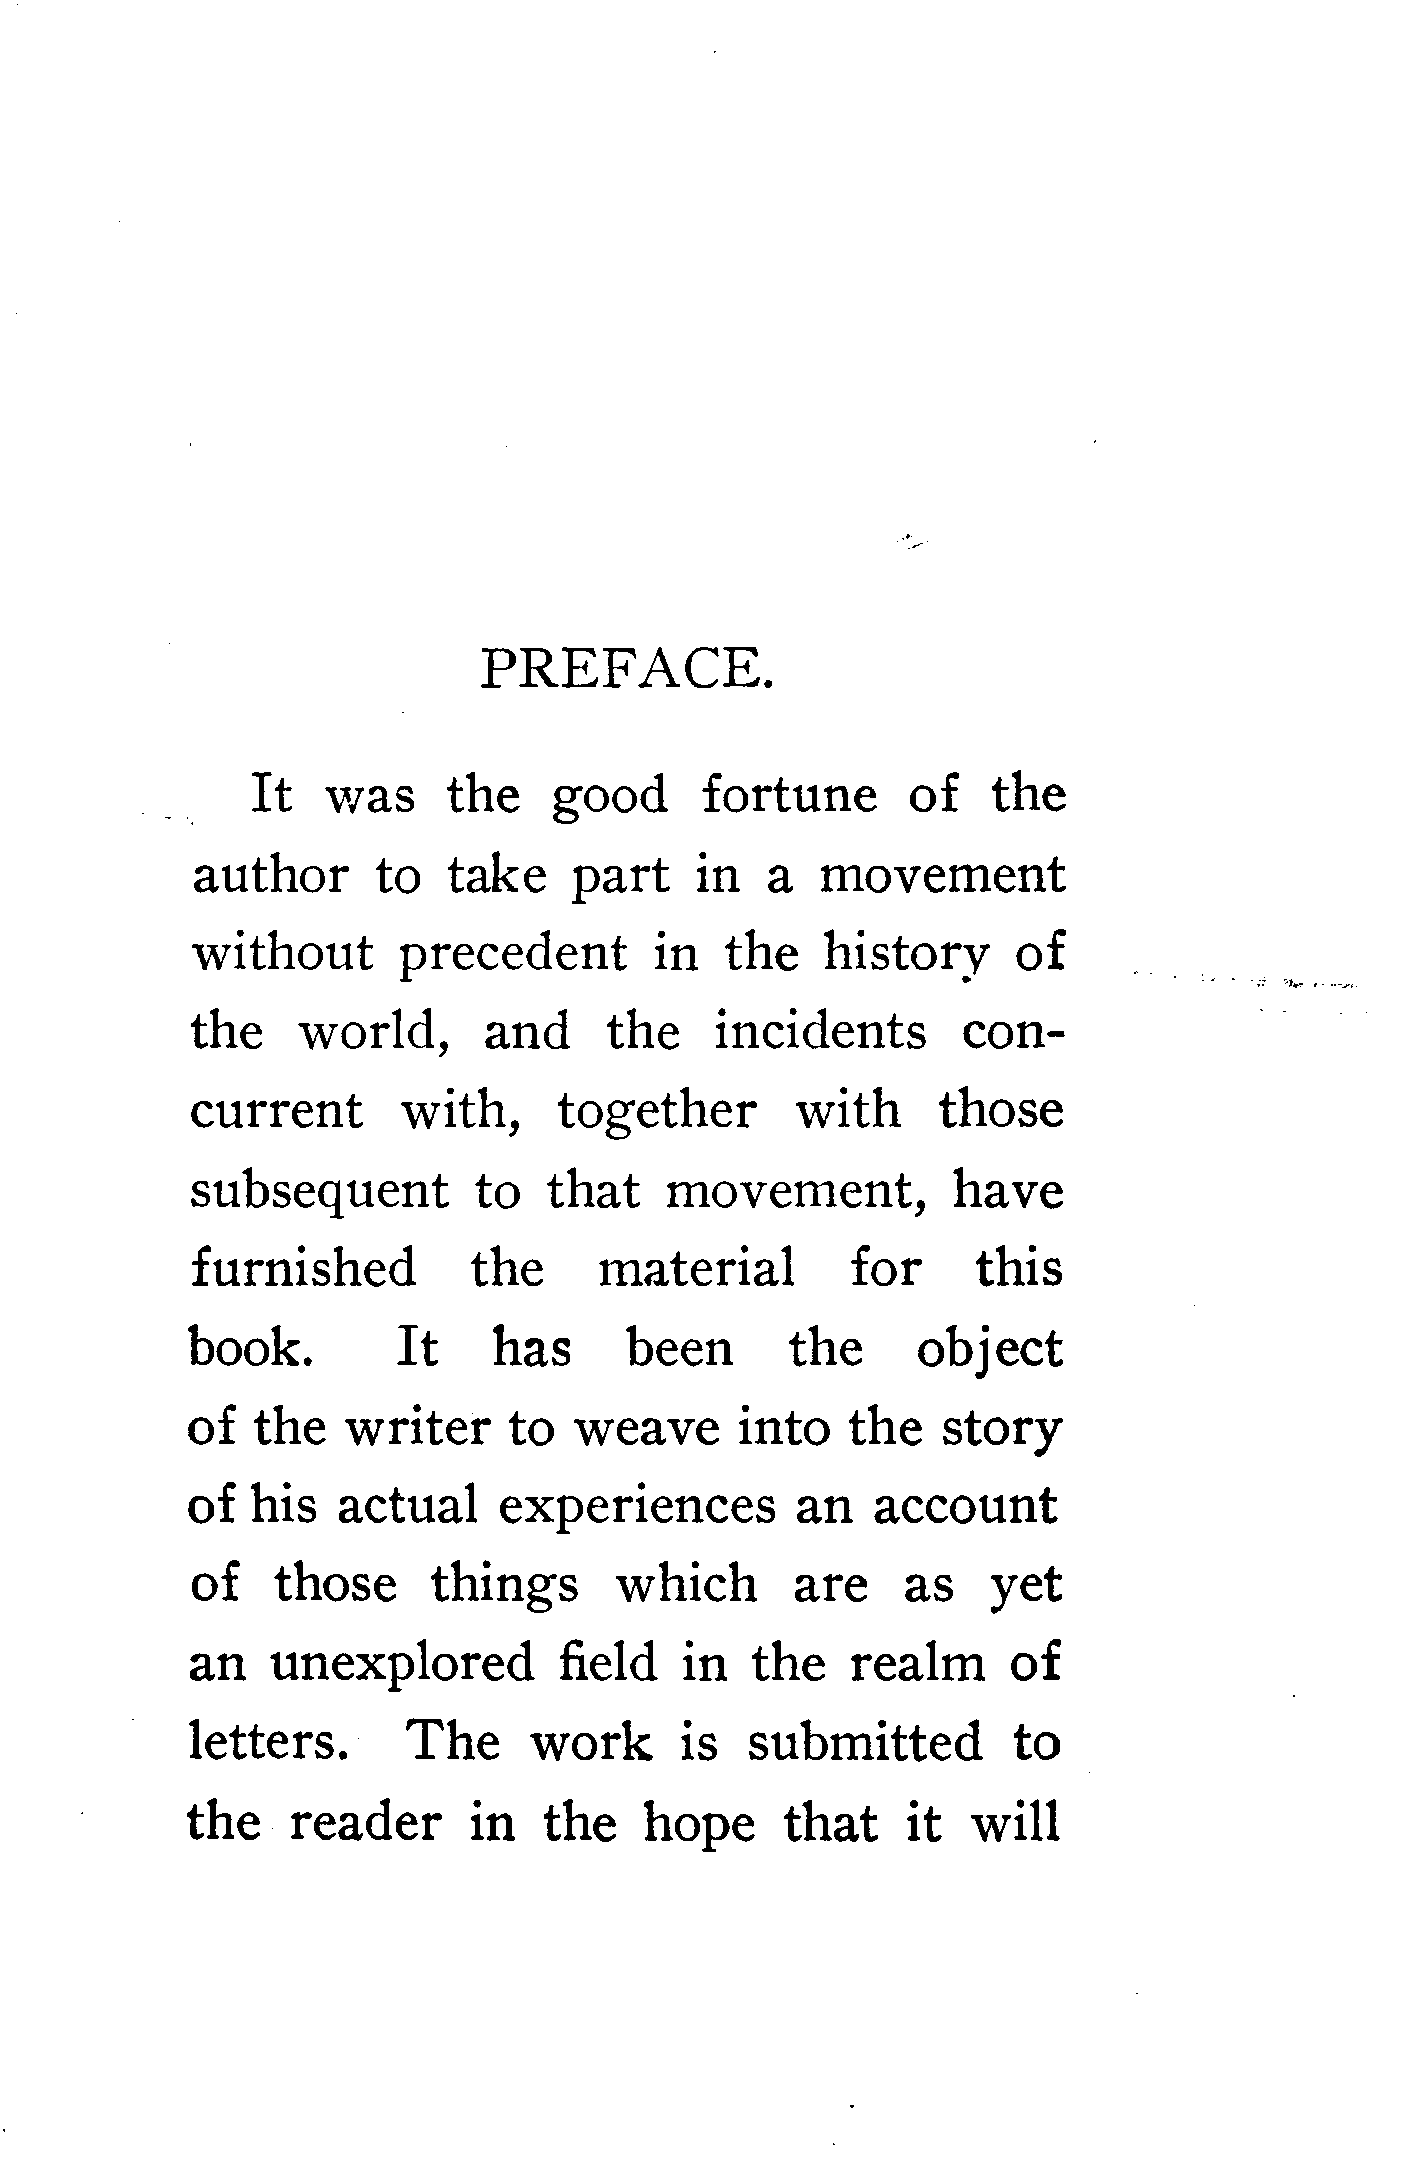 PREFACE.
It was the good fortune of the
author to take part in a movement
without precedent in the history of
the world, and the incidents con-
current with, together with those
subsequent to that movement, have
furnished the material for this
book. It has been the object
of the writer to weave into the story
of his actual experiences an account
of those things which are as yet
an unexplored field in the realm of
letters. The work is submitted to
the reader in the hope that it will